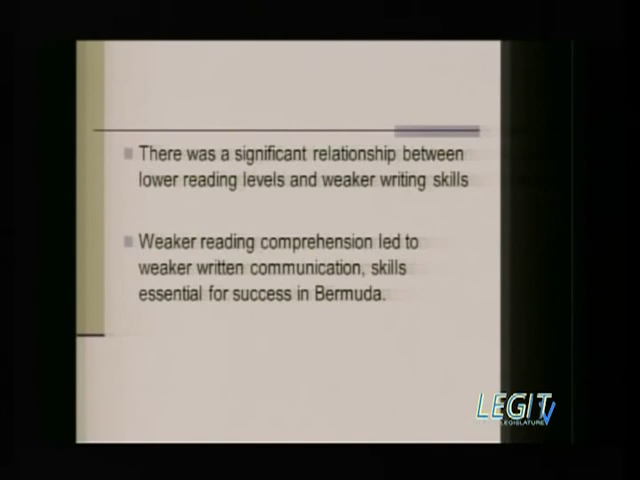 There was a significant relationship between
lower reading levels and weaker writing skills
Weaker reading comprehension led to
weaker written communication, skills
essential for success in Bermuda.
LEGIT
V
LEGISLATURE